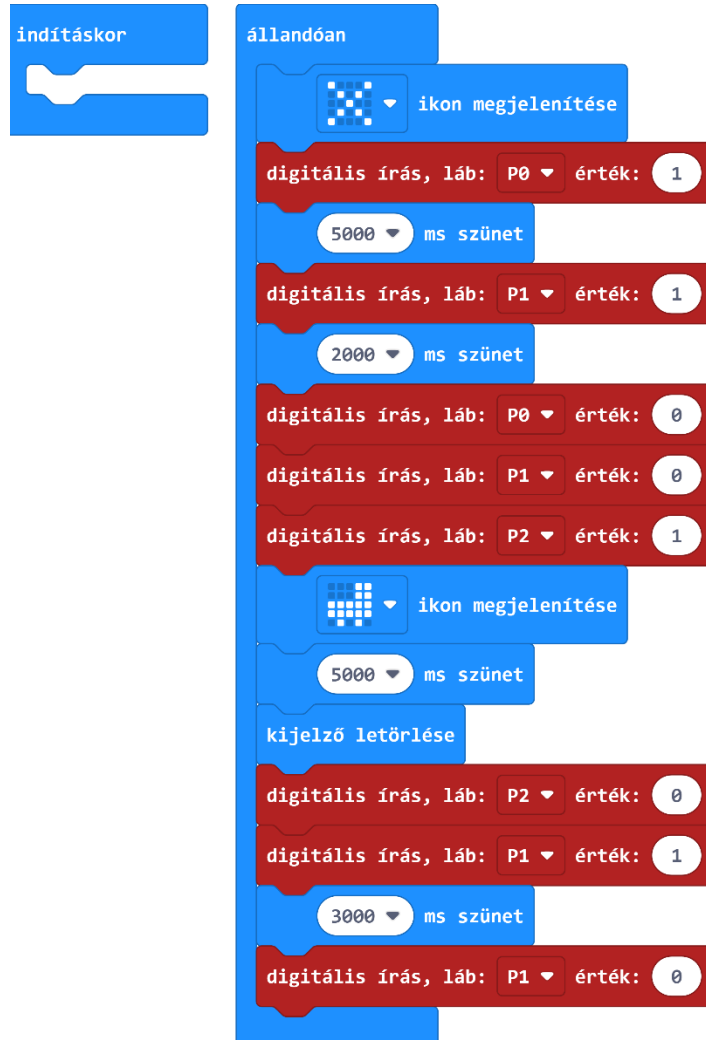 indításkor
állandóan
ikon megjelenítése
digitális írás, láb: P0 érték: 1
5000 ms szünet
digitális írás, láb: P1 érték: 1
2000 ms szünet
digitális írás, láb: P0 érték: 0
digitális írás, láb: P1 érték: 0
digitális írás, láb: P2 érték: 1
ikon megjelenítése
5000 ms szünet
kijelző letörlése
digitális írás, láb: P2 érték: 0
digitális írás, láb: P1 érték: 1
3000 ms szünet
digitális írás, láb: P1 érték: 0